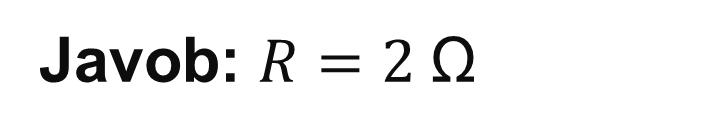 Javob: R = 2 Ω